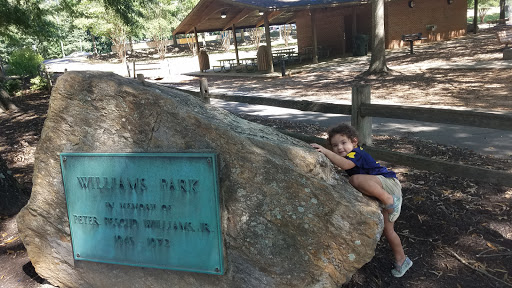 WILLIAMS PARK
IN MEMORY OF
PETER WILLIAMS, JR.